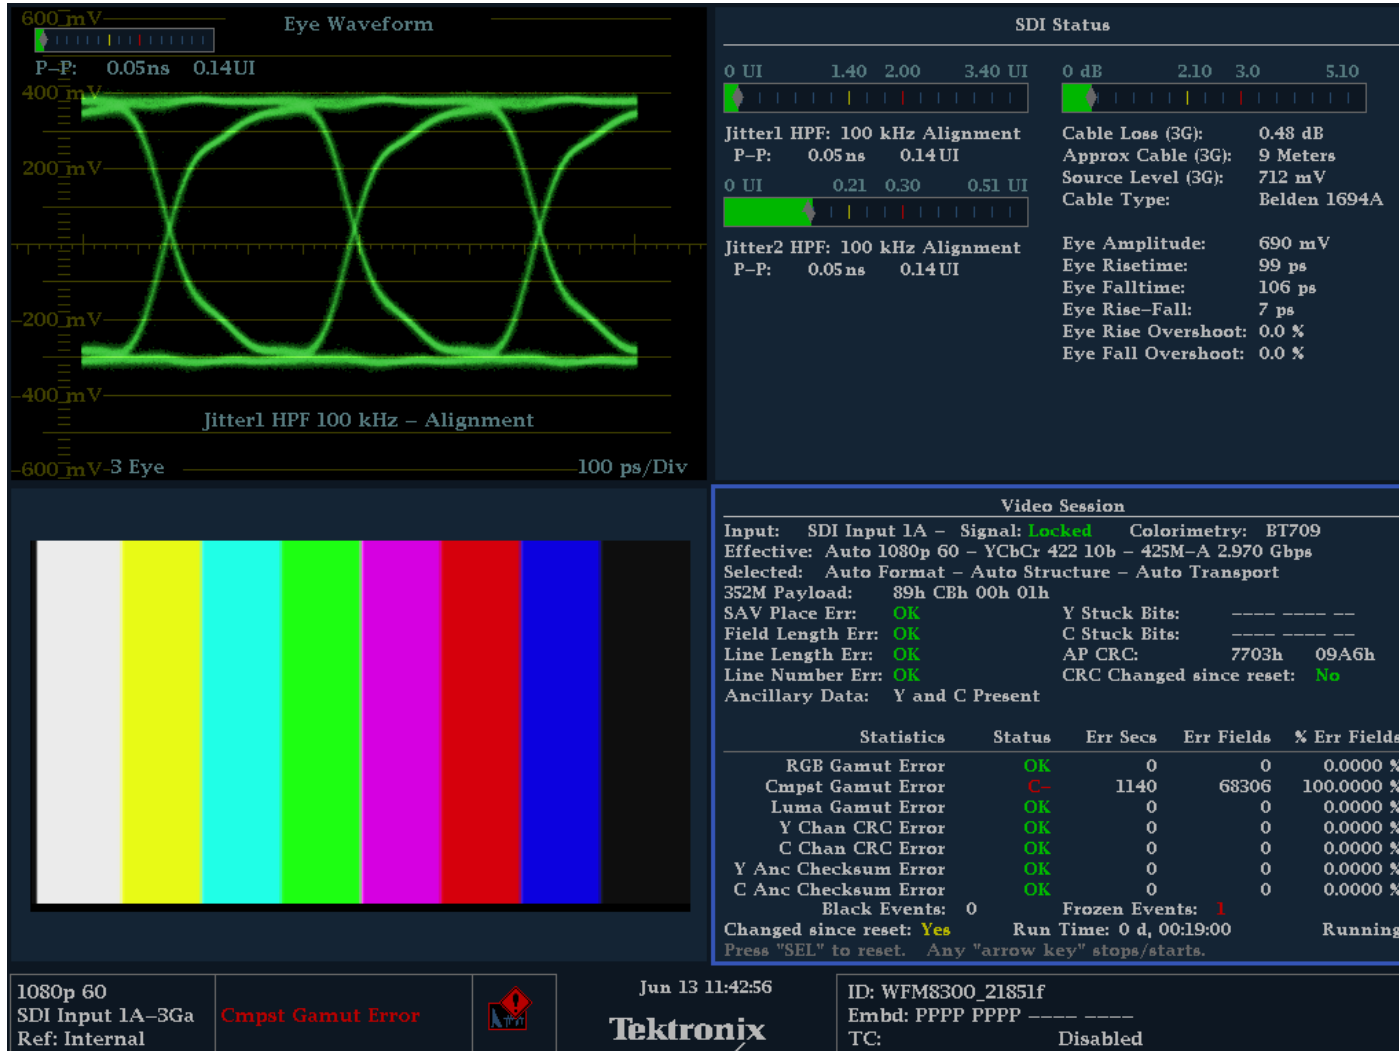 Eye Waveform
600 mV
P-P: 0.05ns 0.14UI
400 mV
200 mV
-200 mV
-400 mV
Jitter1 HPF 100 kHz – Alignment
-600 mV
3 Eye
100 ps/Div
SDI Status
0 UI 1.40 2.00 3.40 UI
Jitter1 HPF: 100 kHz Alignment
P-P: 0.05ns 0.14UI
0 UI 0.21 0.30 0.51 UI
Jitter2 HPF: 100 kHz Alignment
P-P: 0.05ns 0.14UI
0 dB 2.10 3.0 5.10
Cable Loss (3G): 0.48 dB
Approx Cable (3G): 9 Meters
Source Level (3G): 712 mV
Cable Type: Belden 1694A
Eye Amplitude: 690 mV
Eye Risetime: 99 ps
Eye Falltime: 106 ps
Eye Rise-Fall: 7 ps
Eye Rise Overshoot: 0.0 %
Eye Fall Overshoot: 0.0 %
Video Session
Input: SDI Input 1A – Signal: Locked Colorimetry: BT709
Effective: Auto 1080p 60 – YCbCr 422 10b – 425M-A 2.970 Gbps
Selected: Auto Format – Auto Structure – Auto Transport
352M Payload: 89h CBh 00h 01h
SAV Place Err: OK Y Stuck Bits: ---- ---- --
Field Length Err: OK C Stuck Bits: ---- ---- --
Line Length Err: OK AP CRC: 7703h 09A6h
Line Number Err: OK CRC Changed since reset: No
Ancillary Data: Y and C Present
Statistics Status Err Secs Err Fields % Err Fields
RGB Gamut Error OK 0 0 0.0000 %
Cmpst Gamut Error C- 1140 68306 100.0000 %
Luma Gamut Error OK 0 0 0.0000 %
Y Chan CRC Error OK 0 0 0.0000 %
C Chan CRC Error OK 0 0 0.0000 %
Y Anc Checksum Error OK 0 0 0.0000 %
C Anc Checksum Error OK 0 0 0.0000 %
Black Events: 0 Frozen Events: 1
Changed since reset: Yes Run Time: 0 d, 00:19:00 Running
Press "SEL" to reset. Any "arrow key" stops/starts.
1080p 60
SDI Input 1A-3Ga
Ref: Internal
Cmpst Gamut Error
Jun 13 11:42:56
Tektronix
ID: WFM8300_21851f
Embd: PPPP PPPP ---- ----
TC: Disabled